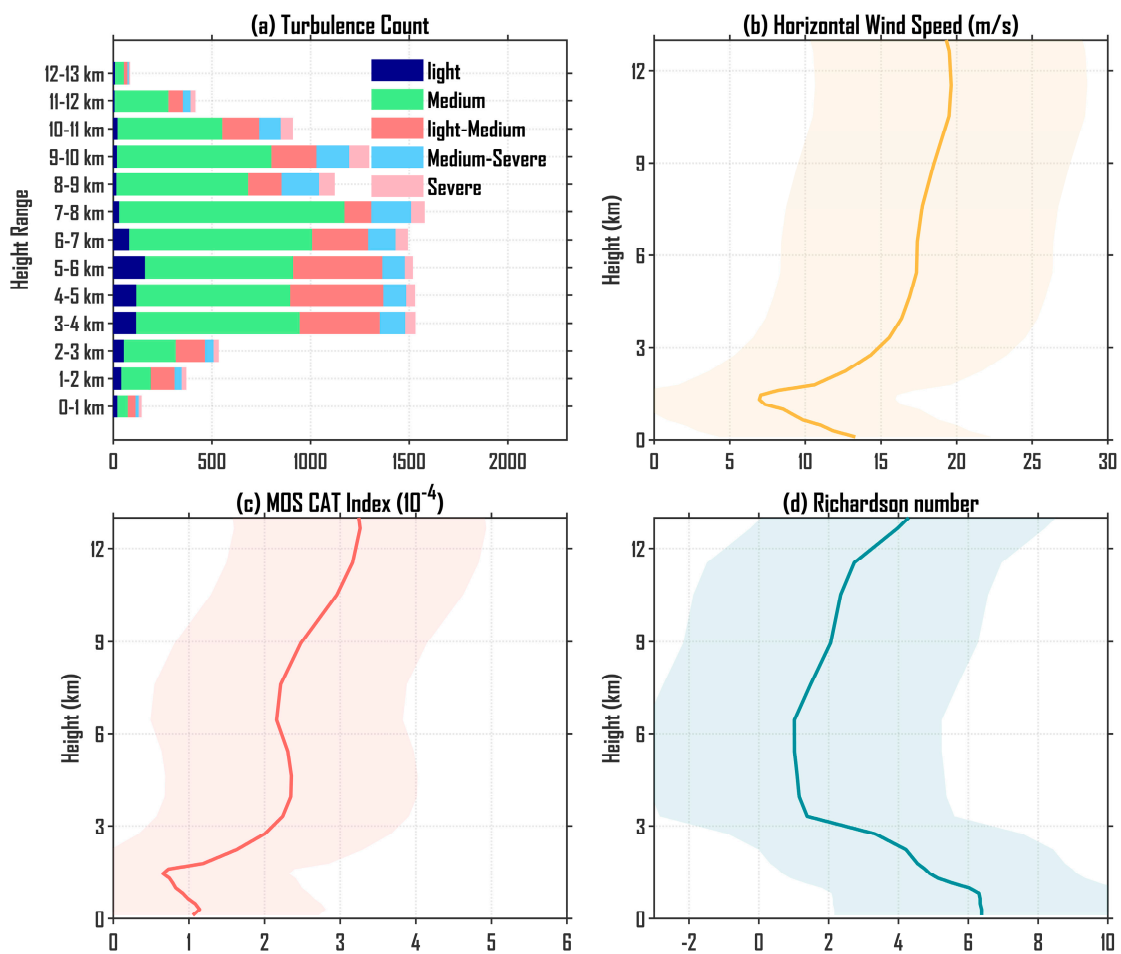 (a) Turbulence Count
12-13 km
11-12 km
10-11 km
9-10 km
8-9 km
7-8 km
6-7 km
5-6 km
4-5 km
3-4 km
2-3 km
1-2 km
0-1 km
Height Range
light
Medium
light-Medium
Medium-Severe
Severe
0 500 1000 1500 2000
(b) Horizontal Wind Speed (m/s)
12
9
6
3
0
Height (km)
0 5 10 15 20 25 30
(c) MOS CAT Index (10⁻⁴)
12
9
6
3
0
Height (km)
0 1 2 3 4 5 6
(d) Richardson number
12
9
6
3
0
Height (km)
-2 0 2 4 6 8 10